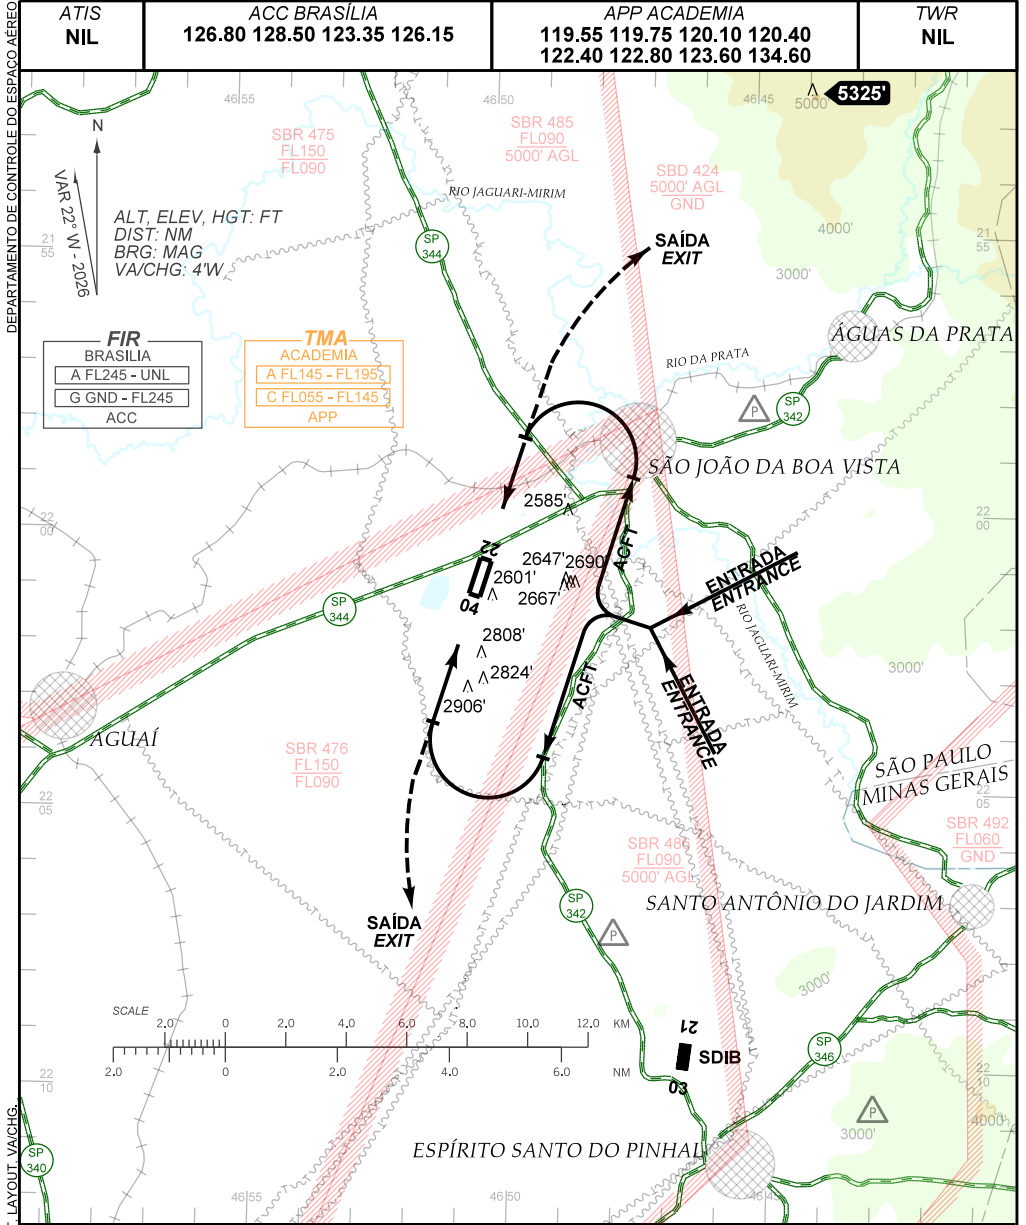 ATIS
NIL
ACC BRASÍLIA
126.80 128.50 123.35 126.15
APP ACADEMIA
119.55 119.75 120.10 120.40
122.40 122.80 123.60 134.60
TWR
NIL
DEPARTAMENTO DE CONTROLE DO ESPAÇO AÉREO
46 55
46 50
46 45
5000'
5325'
N
VAR 22° W - 2026
SBR 475
FL150
FL090
SBR 485
FL090
5000' AGL
SBD 424
5000' AGL
GND
RIO JAGUARI-MIRIM
ALT, ELEV, HGT: FT
DIST: NM
BRG: MAG
VA/CHG: 4'W
SP
344
21
55
SAÍDA
EXIT
4000'
3000'
21
55
FIR
BRASILIA
A FL245 - UNL
G GND - FL245
ACC
TMA
ACADEMIA
A FL145 - FL195
C FL055 - FL145
APP
ÁGUAS DA PRATA
RIO DA PRATA
P
SP
342
SÃO JOÃO DA BOA VISTA
2585'
22
00
22
00
22
04
2601'
2647'
2690'
2667'
ACFT
ENTRADA
ENTRANCE
RIO JAGUARI-MIRIM
SP
344
2808'
2824'
2906'
ACFT
ENTRADA
ENTRANCE
3000'
AGUAÍ
SBR 476
FL150
FL090
SÃO PAULO
MINAS GERAIS
22
05
22
05
SBR 486
FL090
5000' AGL
SBR 492
FL060
GND
SANTO ANTÔNIO DO JARDIM
SP
342
P
SAÍDA
EXIT
3000'
SCALE
2.0 0 2.0 4.0 6.0 8.0 10.0 12.0 KM
2.0 0 2.0 4.0 6.0 NM
21
03
SDIB
SP
346
22
10
22
10
P
3000'
4000'
ESPÍRITO SANTO DO PINHAL
SP
340
LAYOUT, VA/CHG.
46 55
46 50
46 45